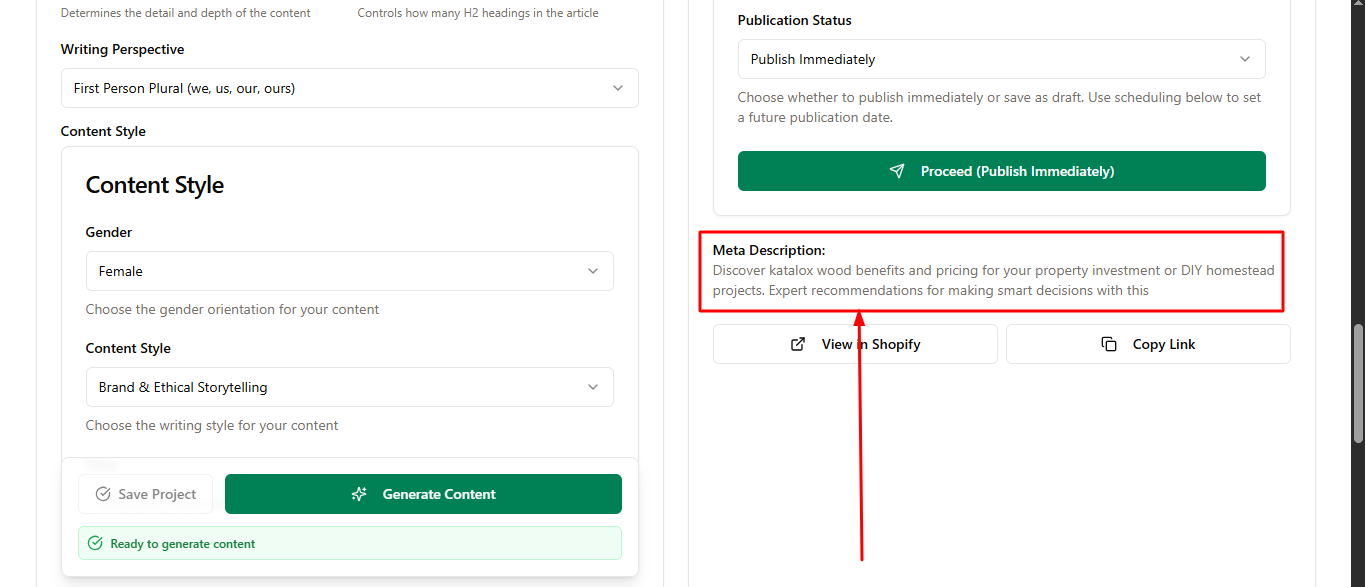 Determines the detail and depth of the content
Controls how many H2 headings in the article
Writing Perspective
First Person Plural (we, us, our, ours)
Content Style
Content Style
Gender
Female
Choose the gender orientation for your content
Content Style
Brand & Ethical Storytelling
Choose the writing style for your content
Save Project
Generate Content
Ready to generate content
Publication Status
Publish Immediately
Choose whether to publish immediately or save as draft. Use scheduling below to set
a future publication date.
Proceed (Publish Immediately)
Meta Description:
Discover katalox wood benefits and pricing for your property investment or DIY homestead
projects. Expert recommendations for making smart decisions with this
View in Shopify
Copy Link